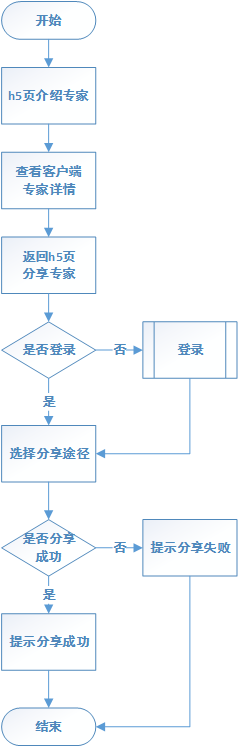 开始
h5页介绍专家
查看客户端
专家详情
返回h5页
分享专家
是否登录
否
登录
是
选择分享途径
是否分享
成功
否
提示分享失败
是
提示分享成功
结束